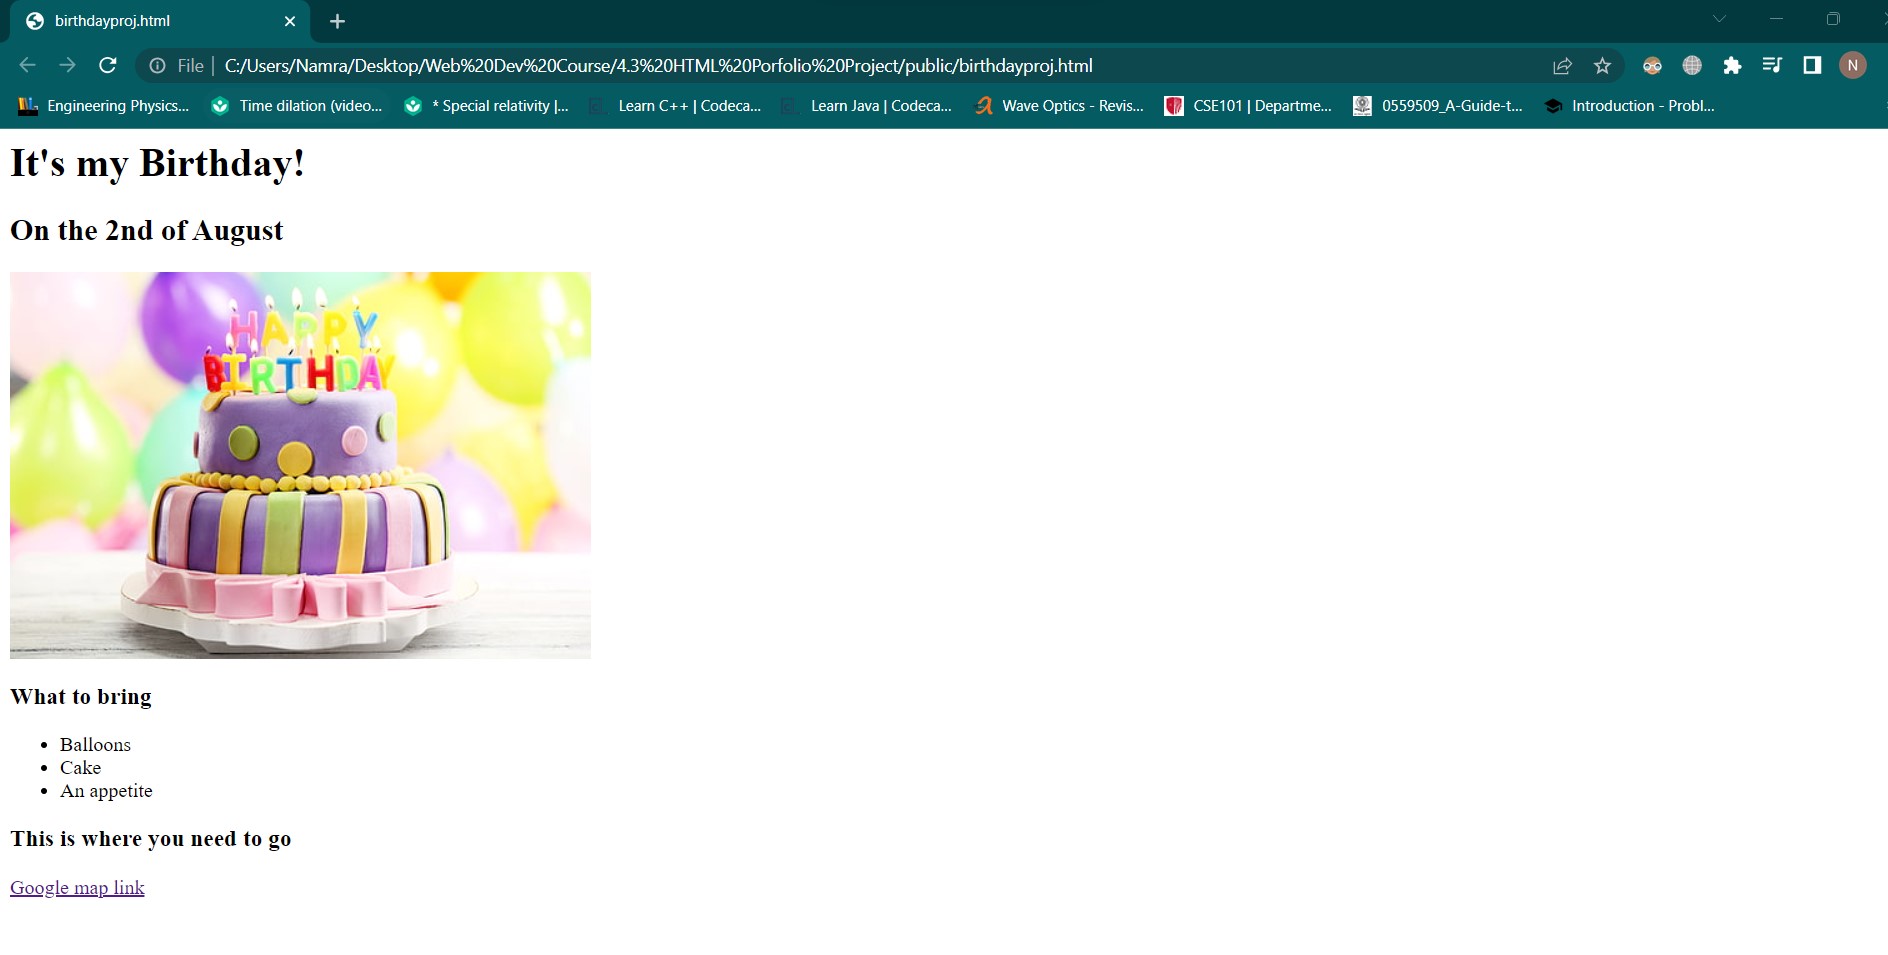 birthdayproj.html
File | C:/Users/Namra/Desktop/Web%20Dev%20Course/4.3%20HTML%20Porfolio%20Project/public/birthdayproj.html
N
Engineering Physics... Time dilation (video... * Special relativity |... Learn C++ | Codeca... Learn Java | Codeca... Wave Optics - Revis... CSE101 | Departme... 0559509_A-Guide-t... Introduction - Probl...
It's my Birthday!
On the 2nd of August
HAPPY
BIRTHDAY
What to bring
• Balloons
• Cake
• An appetite
This is where you need to go
Google map link